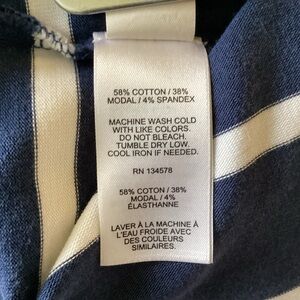 58% COTTON / 38%
MODAL / 4% SPANDEX
MACHINE WASH COLD
WITH LIKE COLORS.
DO NOT BLEACH.
TUMBLE DRY LOW.
COOL IRON IF NEEDED.
RN 134578
58% COTON / 38%
MODAL / 4%
ÉLASTHANNE
LAVER À LA MACHINE À
L'EAU FROIDE AVEC
DES COULEURS
SIMILAIRES.